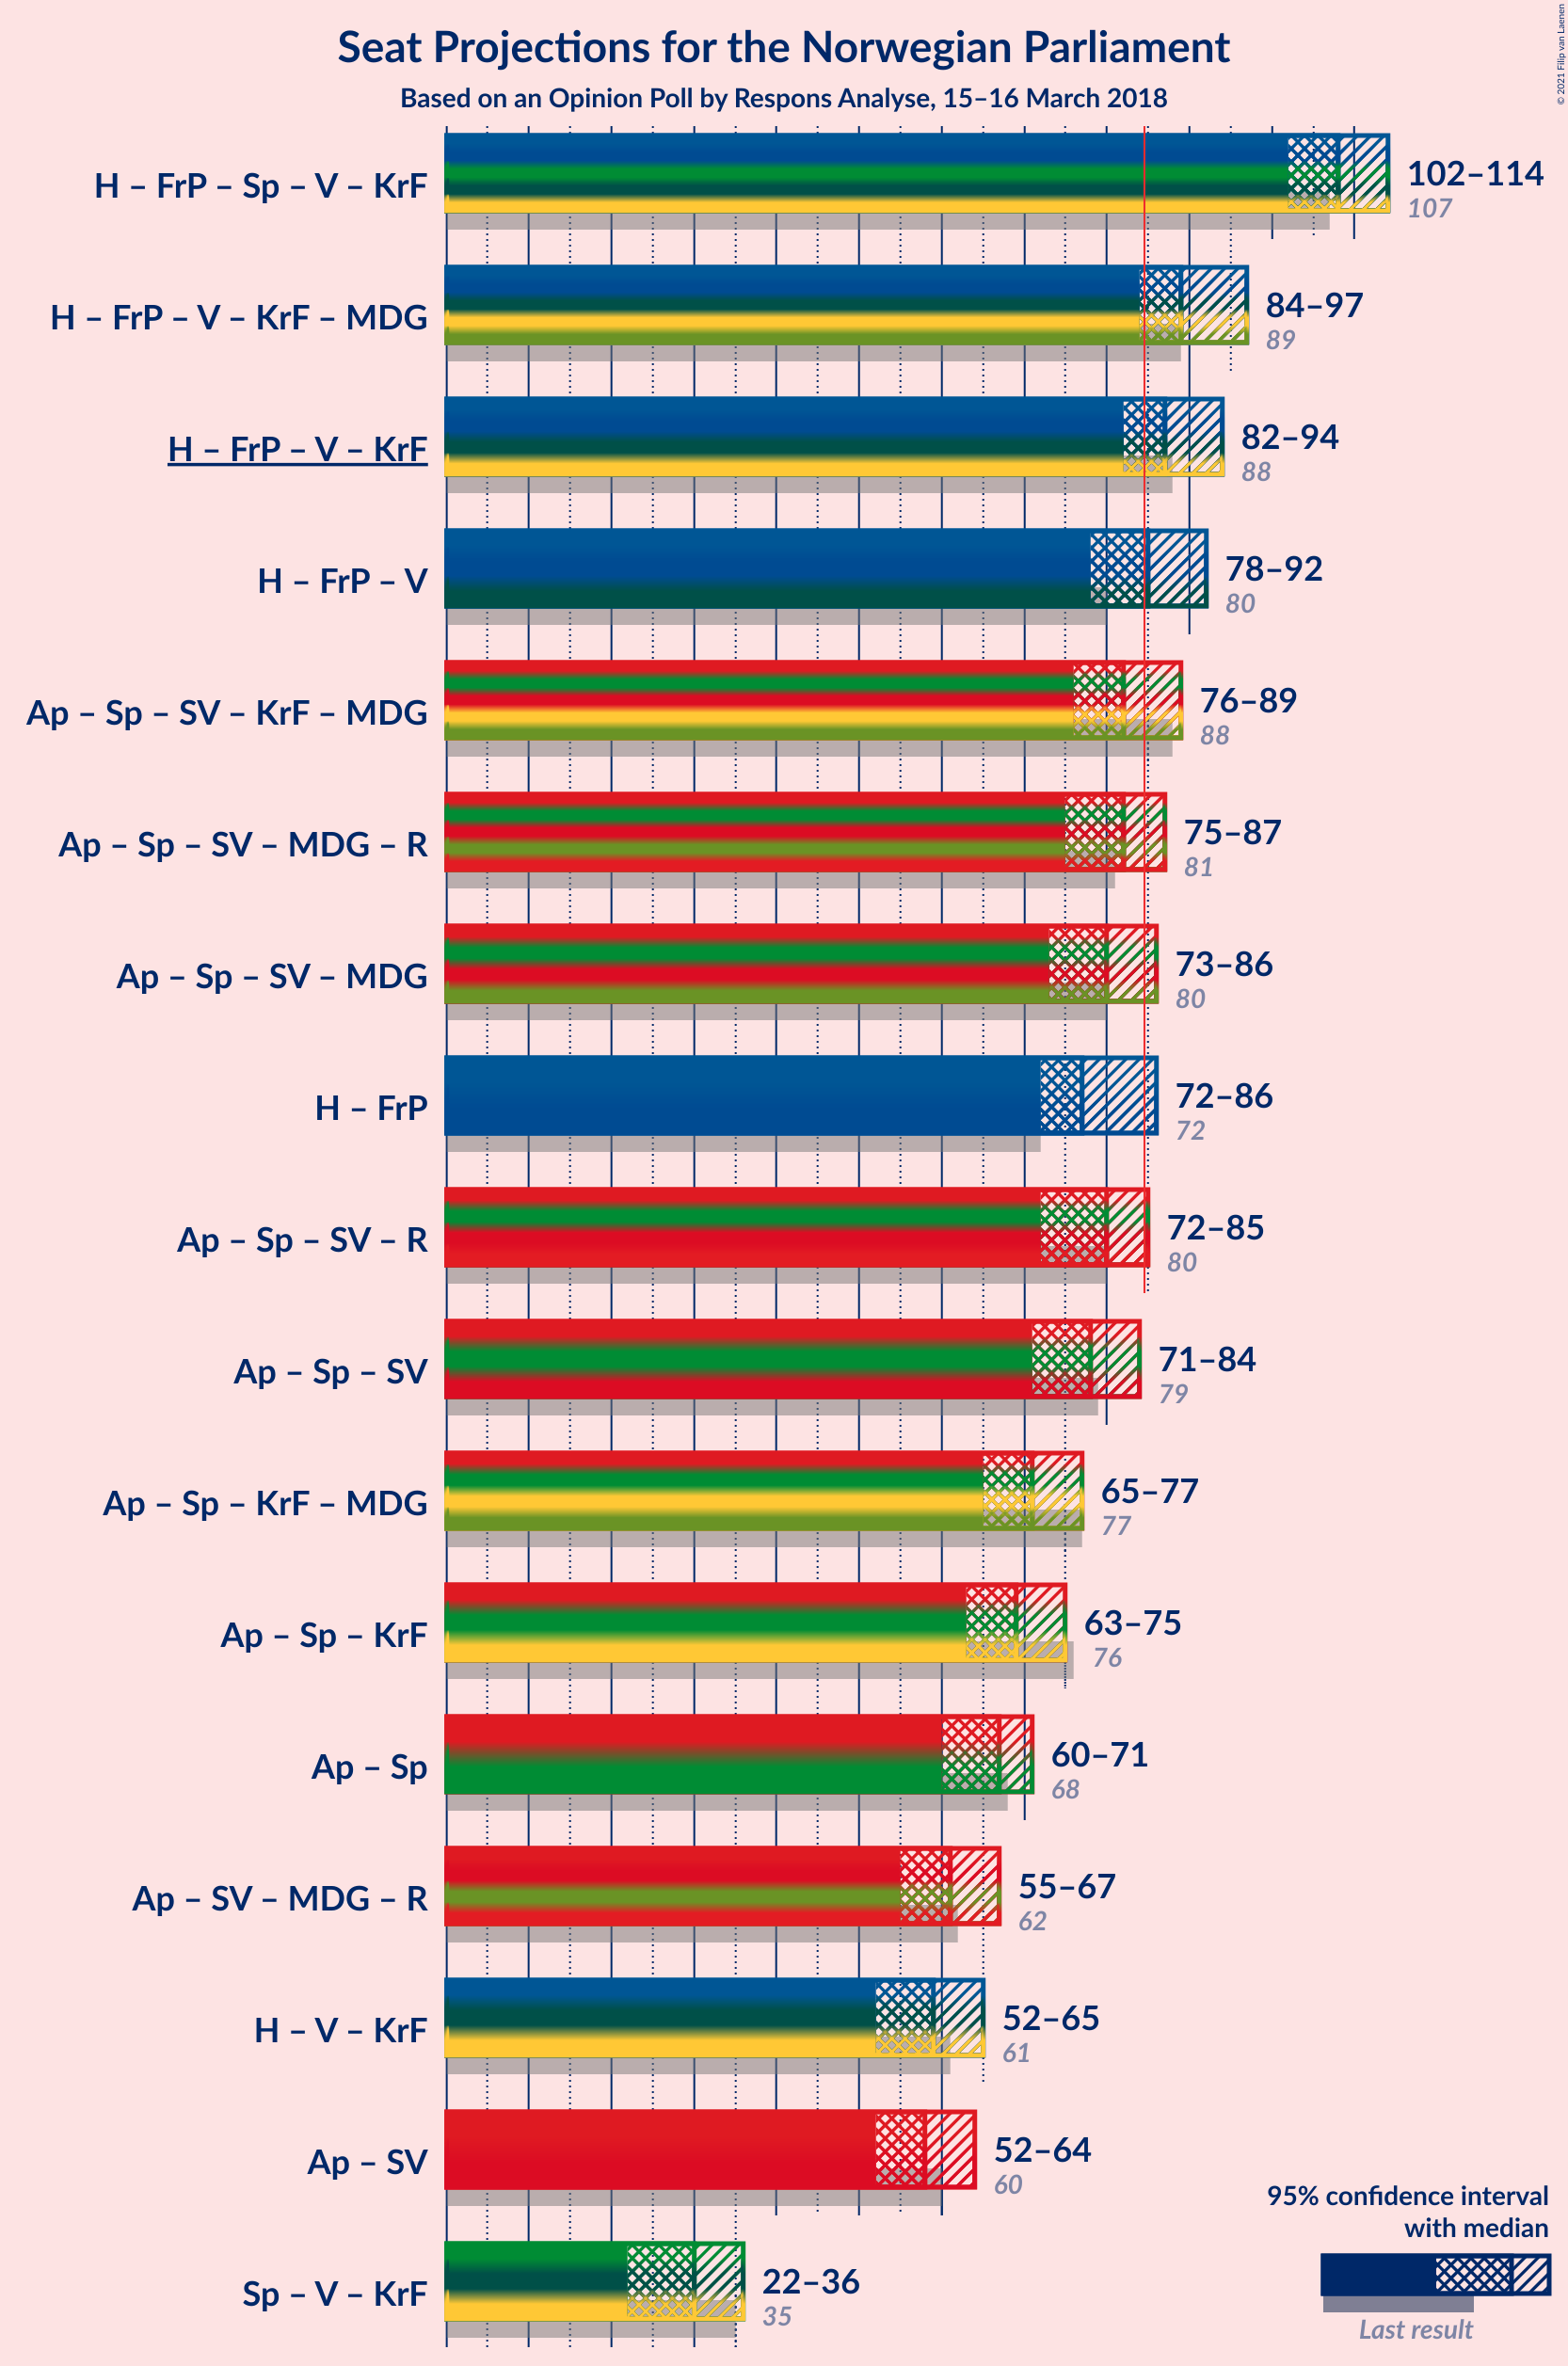 Seat Projections for the Norwegian Parliament
Based on an Opinion Poll by Respons Analyse, 15–16 March 2018
© 2021 Filip van Laenen
H – FrP – Sp – V – KrF
102–114
107
H – FrP – V – KrF – MDG
84–97
89
H – FrP – V – KrF
82–94
88
H – FrP – V
78–92
80
Ap – Sp – SV – KrF – MDG
76–89
88
Ap – Sp – SV – MDG – R
75–87
81
Ap – Sp – SV – MDG
73–86
80
H – FrP
72–86
72
Ap – Sp – SV – R
72–85
80
Ap – Sp – SV
71–84
79
Ap – Sp – KrF – MDG
65–77
77
Ap – Sp – KrF
63–75
76
Ap – Sp
60–71
68
Ap – SV – MDG – R
55–67
62
H – V – KrF
52–65
61
Ap – SV
52–64
60
Sp – V – KrF
22–36
35
95% confidence interval
with median
Last result